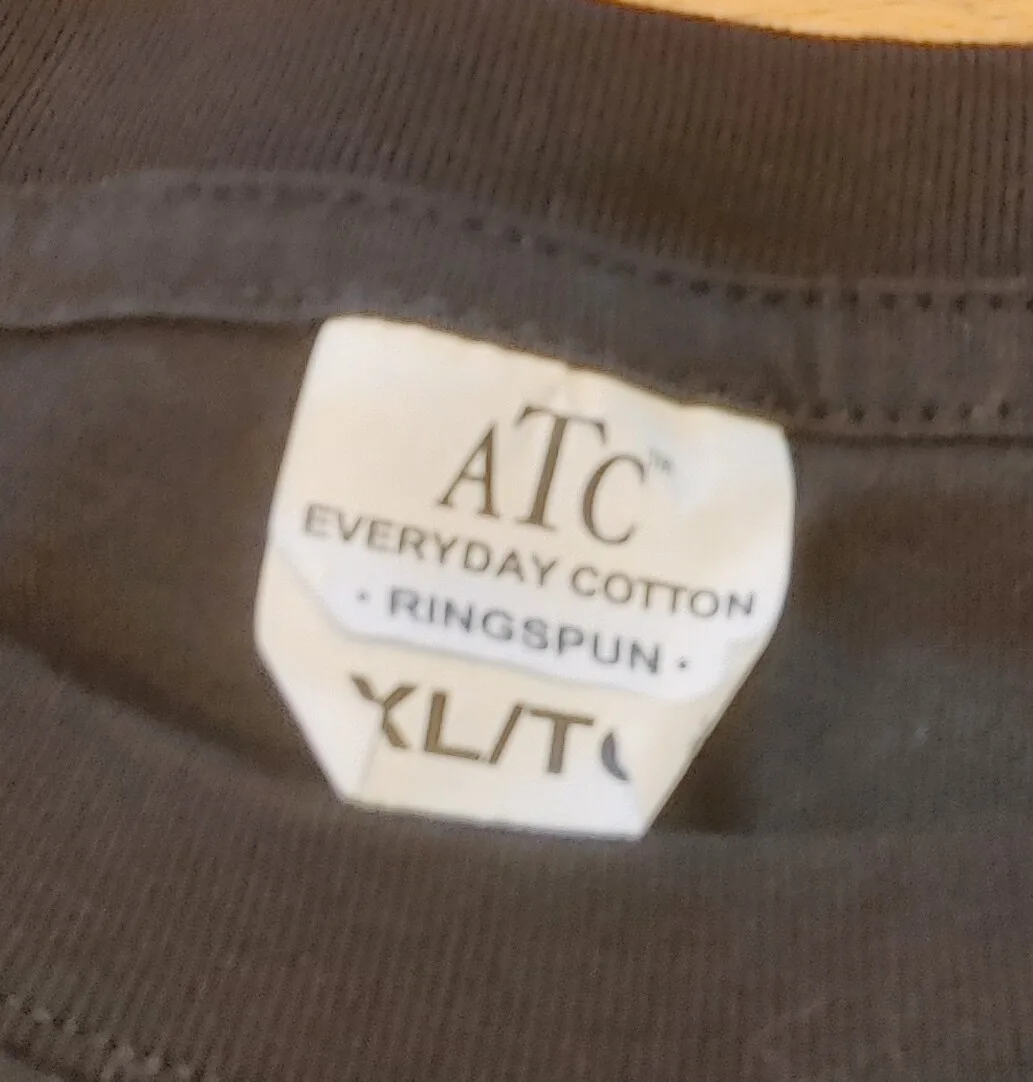 ATC™
EVERYDAY COTTON
• RINGSPUN •
XL/T